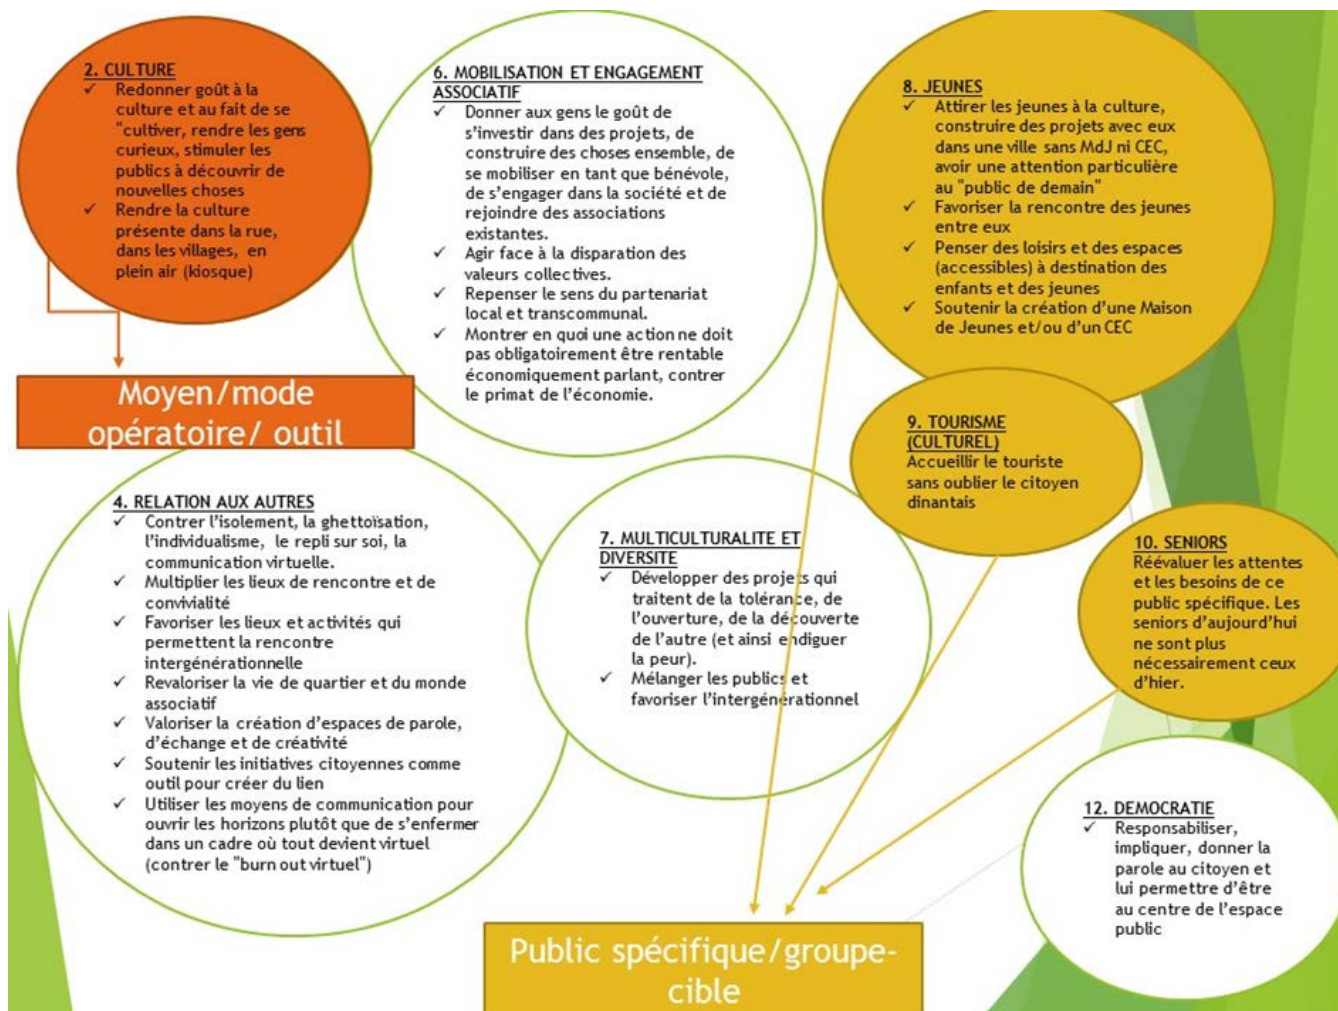 2. CULTURE
✓ Redonner goût à la
culture et au fait de se
"cultiver, rendre les gens
curieux, stimuler les
publics à découvrir de
nouvelles choses
✓ Rendre la culture
présente dans la rue,
dans les villages, en
plein air (kiosque)
Moyen/mode
opératoire/ outil
6. MOBILISATION ET ENGAGEMENT
ASSOCIATIF
✓ Donner aux gens le goût de
s'investir dans des projets, de
construire des choses ensemble, de
se mobiliser en tant que bénévole,
de s'engager dans la société et de
rejoindre des associations
existantes.
✓ Agir face à la disparation des
valeurs collectives.
✓ Repenser le sens du partenariat
local et transcommunal.
✓ Montrer en quoi une action ne doit
pas obligatoirement être rentable
économiquement parlant, contrer
le primat de l'économie.
8. JEUNES
✓ Attirer les jeunes à la culture,
construire des projets avec eux
dans une ville sans MdJ ni CEC,
avoir une attention particulière
au "public de demain"
✓ Favoriser la rencontre des jeunes
entre eux
✓ Penser des loisirs et des espaces
(accessibles) à destination des
enfants et des jeunes
✓ Soutenir la création d'une Maison
de Jeunes et/ou d'un CEC
9. TOURISME
(CULTUREL)
Accueillir le touriste
sans oublier le citoyen
dinantais
4. RELATION AUX AUTRES
✓ Contrer l'isolement, la ghettoïsation,
l'individualisme, le repli sur soi, la
communication virtuelle.
✓ Multiplier les lieux de rencontre et de
convivialité
✓ Favoriser les lieux et activités qui
permettent la rencontre
intergénérationnelle
✓ Revaloriser la vie de quartier et du monde
associatif
✓ Valoriser la création d'espaces de parole,
d'échange et de créativité
✓ Soutenir les initiatives citoyennes comme
outil pour créer du lien
✓ Utiliser les moyens de communication pour
ouvrir les horizons plutôt que de s'enfermer
dans un cadre où tout devient virtuel
(contrer le "burn out virtuel")
7. MULTICULTURALITE ET
DIVERSITE
✓ Développer des projets qui
traitent de la tolérance, de
l'ouverture, de la découverte
de l'autre (et ainsi endiguer
la peur).
✓ Mélanger les publics et
favoriser l'intergénérationnel
10. SENIORS
Réévaluer les attentes
et les besoins de ce
public spécifique. Les
seniors d'aujourd'hui
ne sont plus
nécessairement ceux
d'hier.
12. DEMOCRATIE
✓ Responsabiliser,
impliquer, donner la
parole au citoyen et
lui permettre d'être
au centre de l'espace
public
Public spécifique/groupe-
cible